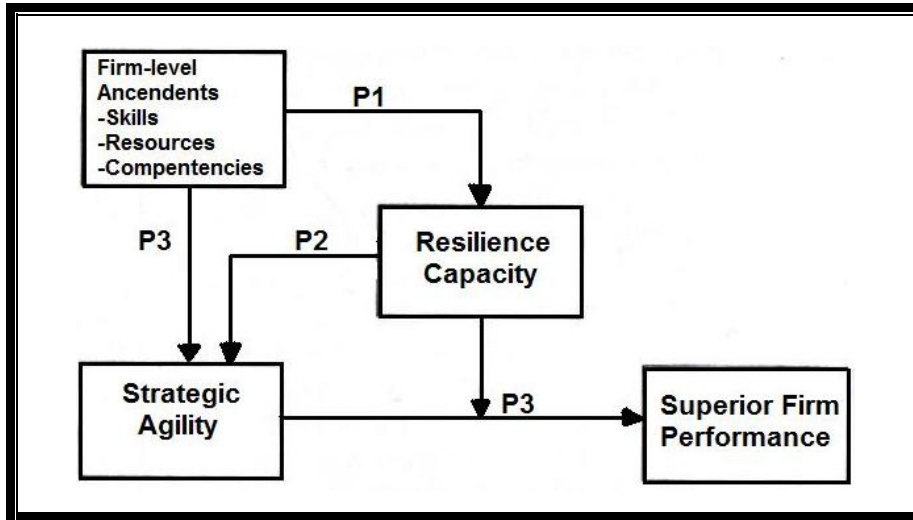 Firm-level
Ancendents
-Skills
-Resources
-Compentencies
P1
P3
P2
Resilience
Capacity
Strategic
Agility
P3
Superior Firm
Performance